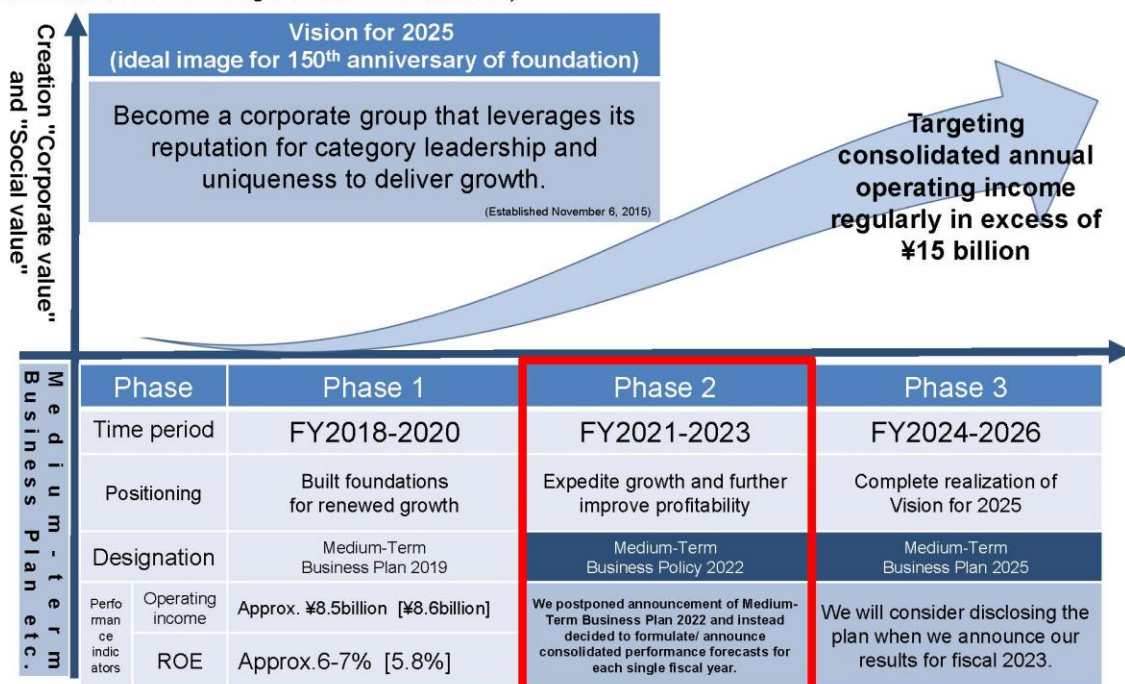 Vision for 2025
(ideal image for 150th anniversary of foundation)
Become a corporate group that leverages its
reputation for category leadership and
uniqueness to deliver growth.
(Established November 6, 2015)
Creation "Corporate value"
and "Social value"
Targeting
consolidated annual
operating income
regularly in excess of
¥15 billion
Medium-term
Business Plan etc.
Phase
Phase 1
Phase 2
Phase 3
Time period
FY2018-2020
FY2021-2023
FY2024-2026
Positioning
Built foundations
for renewed growth
Expedite growth and further
improve profitability
Complete realization of
Vision for 2025
Designation
Medium-Term
Business Plan 2019
Medium-Term
Business Policy 2022
Medium-Term
Business Plan 2025
Perfo
rman
ce
indic
ators
Operating
income
Approx. ¥8.5billion [¥8.6billion]
ROE
Approx.6-7% [5.8%]
We postponed announcement of Medium-
Term Business Plan 2022 and instead
decided to formulate/ announce
consolidated performance forecasts for
each single fiscal year.
We will consider disclosing the
plan when we announce our
results for fiscal 2023.